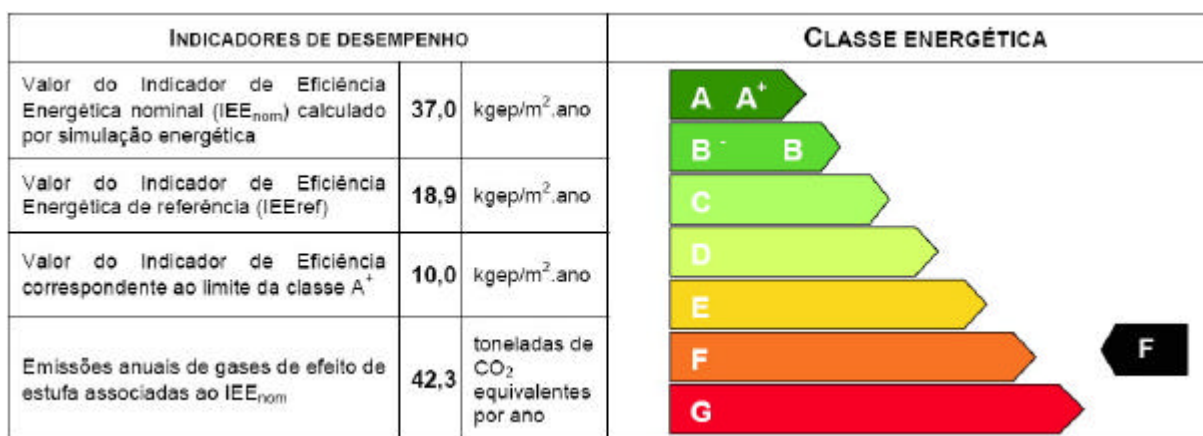 INDICADORES DE DESEMPENHO
Valor do Indicador de Eficiência
Energética nominal (IEEnom) calculado
por simulação energética
37,0
kgep/m².ano
Valor do Indicador de Eficiência
Energética de referência (IEEref)
18,9
kgep/m².ano
Valor do Indicador de Eficiência
correspondente ao limite da classe A⁺
10,0
kgep/m².ano
Emissões anuais de gases de efeito de
estufa associadas ao IEEnom
42,3
toneladas de
CO₂
equivalentes
por ano
CLASSE ENERGÉTICA
A A⁺
B⁻ B
C
D
E
F
F
G